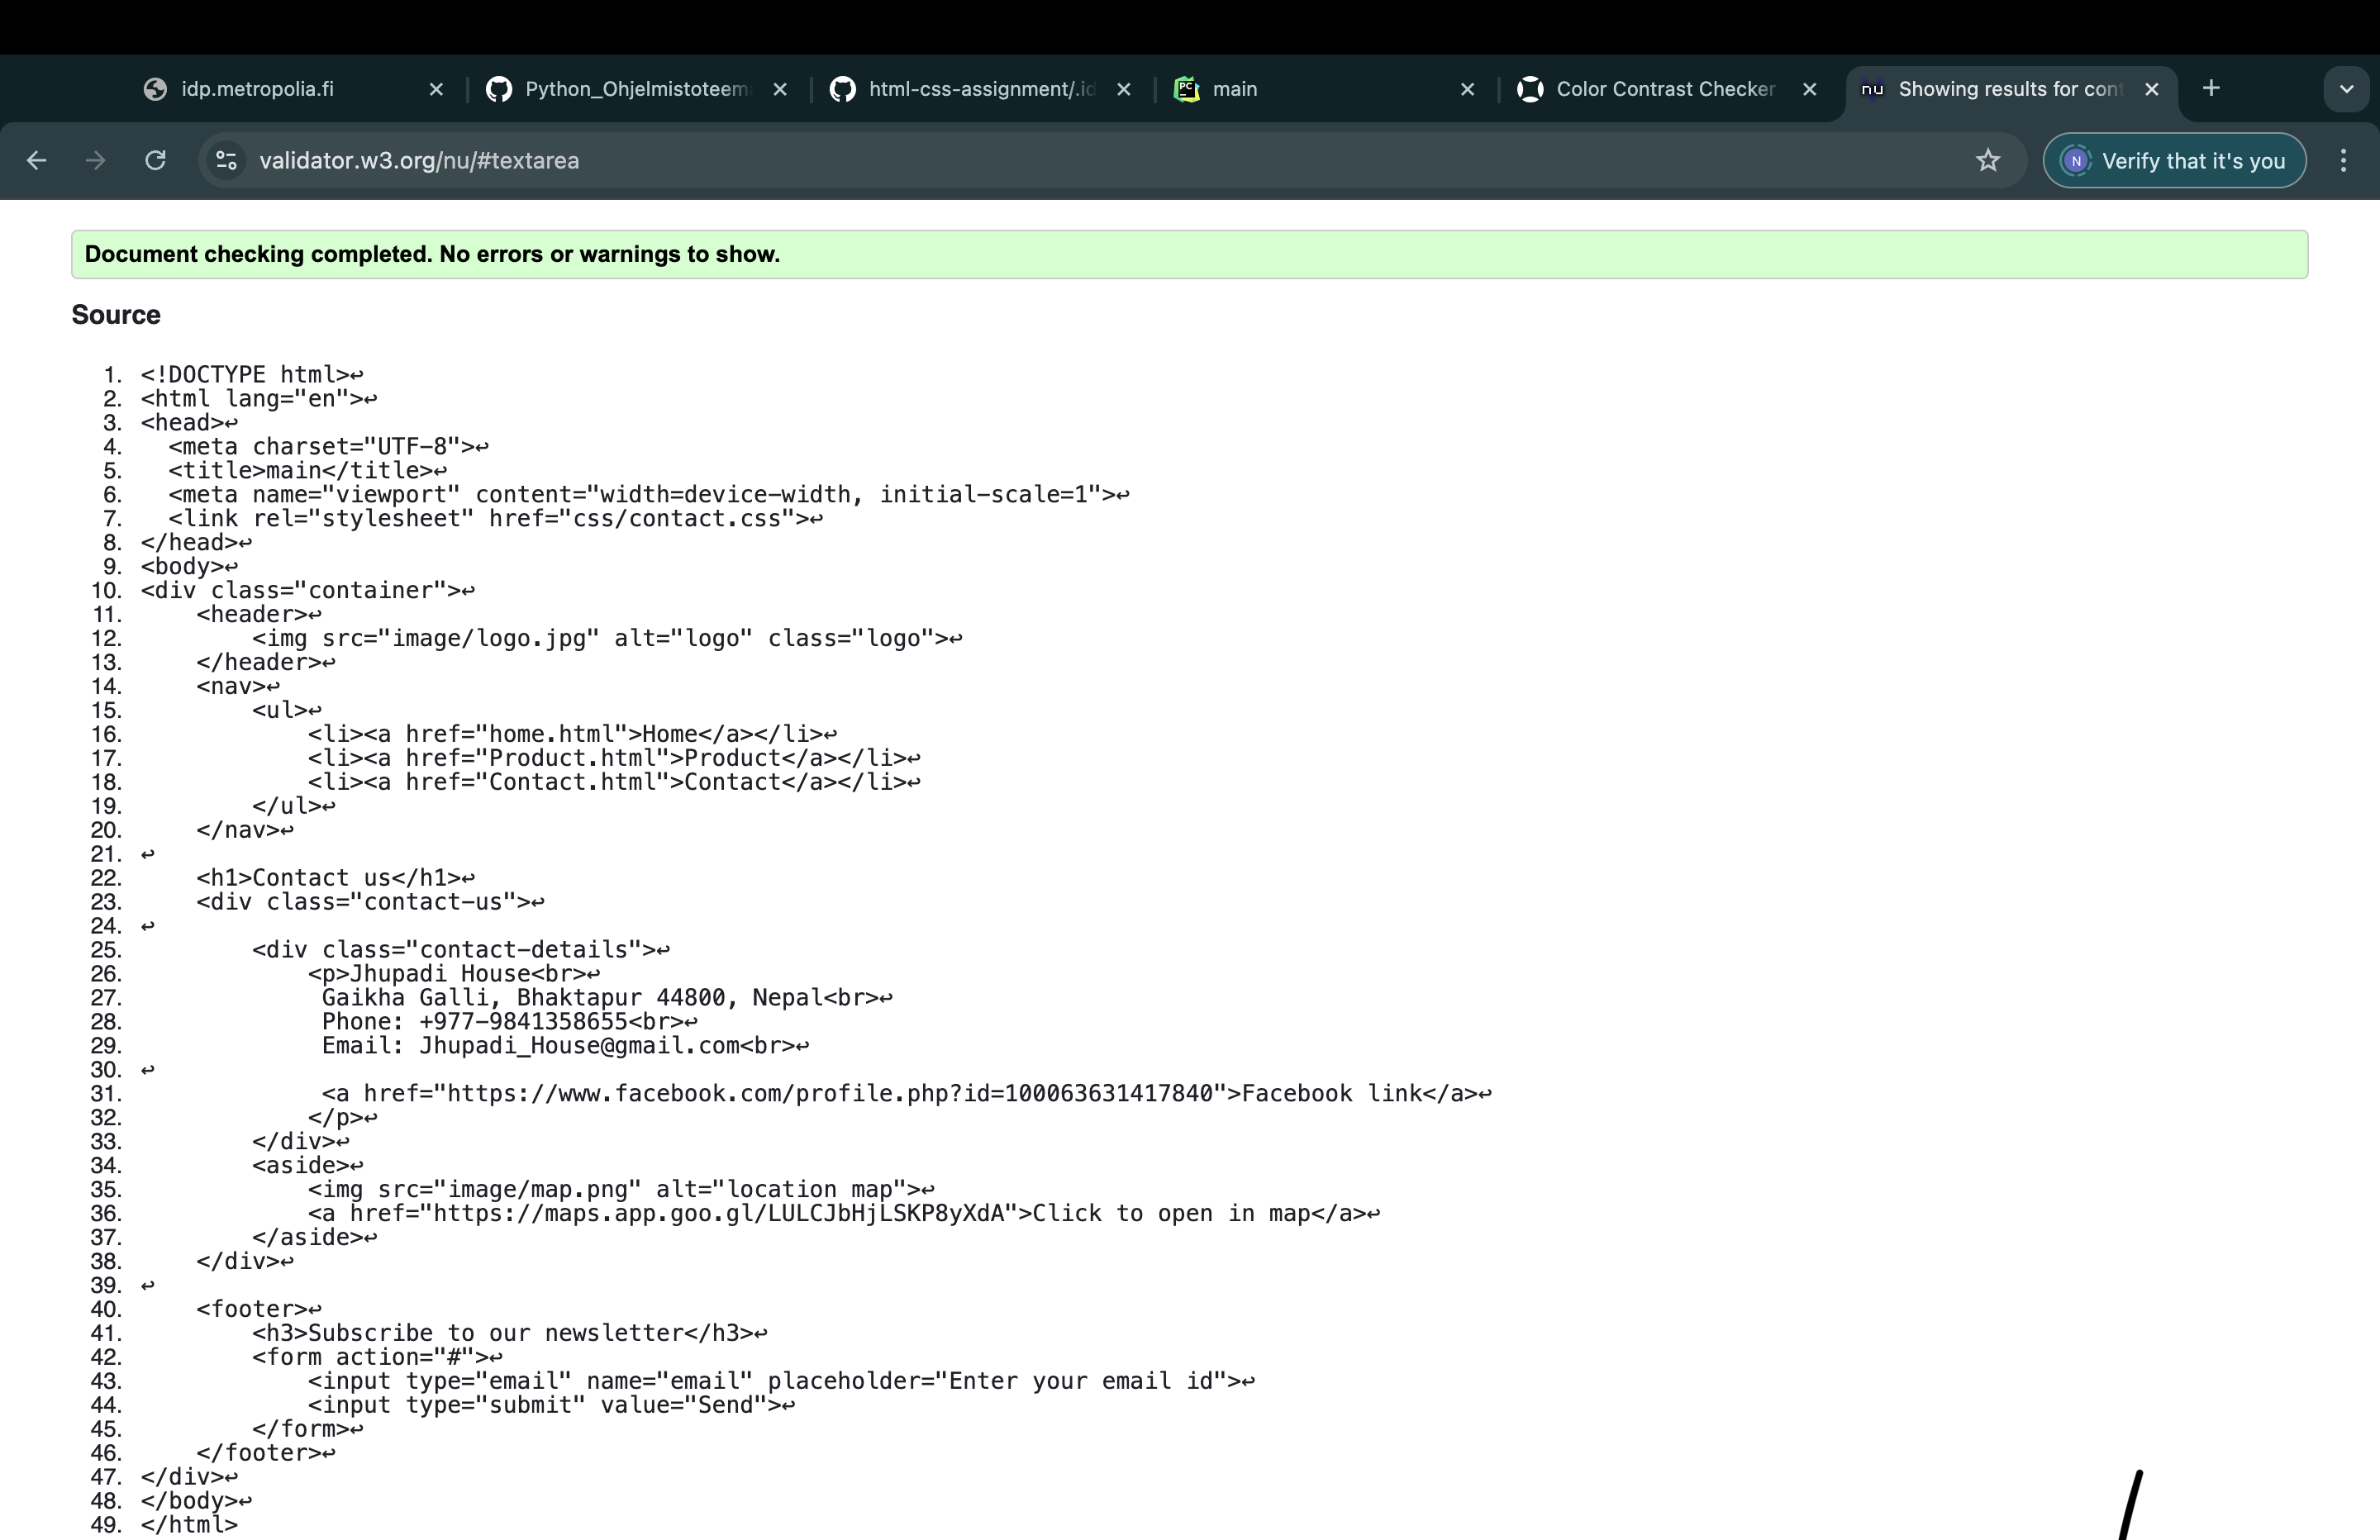 idp.metropolia.fi
Python_Ohjelmistoteem
html-css-assignment/.id
PC
main
Color Contrast Checker
nu
Showing results for cont
validator.w3.org/nu/#textarea
N
Verify that it's you
Document checking completed. No errors or warnings to show.
Source
1. <!DOCTYPE html>↩
2. <html lang="en">↩
3. <head>↩
4.   <meta charset="UTF-8">↩
5.   <title>main</title>↩
6.   <meta name="viewport" content="width=device-width, initial-scale=1">↩
7.   <link rel="stylesheet" href="css/contact.css">↩
8. </head>↩
9. <body>↩
10. <div class="container">↩
11.     <header>↩
12.         <img src="image/logo.jpg" alt="logo" class="logo">↩
13.     </header>↩
14.     <nav>↩
15.         <ul>↩
16.             <li><a href="home.html">Home</a></li>↩
17.             <li><a href="Product.html">Product</a></li>↩
18.             <li><a href="Contact.html">Contact</a></li>↩
19.         </ul>↩
20.     </nav>↩
21. ↩
22.     <h1>Contact us</h1>↩
23.     <div class="contact-us">↩
24. ↩
25.         <div class="contact-details">↩
26.             <p>Jhupadi House<br>↩
27.              Gaikha Galli, Bhaktapur 44800, Nepal<br>↩
28.              Phone: +977-9841358655<br>↩
29.              Email: Jhupadi_House@gmail.com<br>↩
30. ↩
31.              <a href="https://www.facebook.com/profile.php?id=100063631417840">Facebook link</a>↩
32.             </p>↩
33.         </div>↩
34.         <aside>↩
35.             <img src="image/map.png" alt="location map">↩
36.             <a href="https://maps.app.goo.gl/LULCJbHjLSKP8yXdA">Click to open in map</a>↩
37.         </aside>↩
38.     </div>↩
39. ↩
40.     <footer>↩
41.         <h3>Subscribe to our newsletter</h3>↩
42.         <form action="#">↩
43.             <input type="email" name="email" placeholder="Enter your email id">↩
44.             <input type="submit" value="Send">↩
45.         </form>↩
46.     </footer>↩
47. </div>↩
48. </body>↩
49. </html>